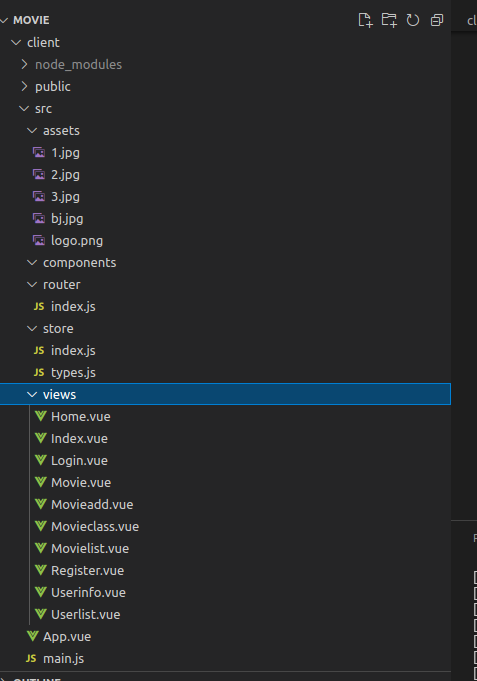 MOVIE
cl
client
node_modules
public
src
assets
1.jpg
2.jpg
3.jpg
bj.jpg
logo.png
components
router
JS index.js
store
JS index.js
JS types.js
views
Home.vue
Index.vue
Login.vue
Movie.vue
Movieadd.vue
Movieclass.vue
Movielist.vue
Register.vue
Userinfo.vue
Userlist.vue
App.vue
JS main.js
OUTLINE